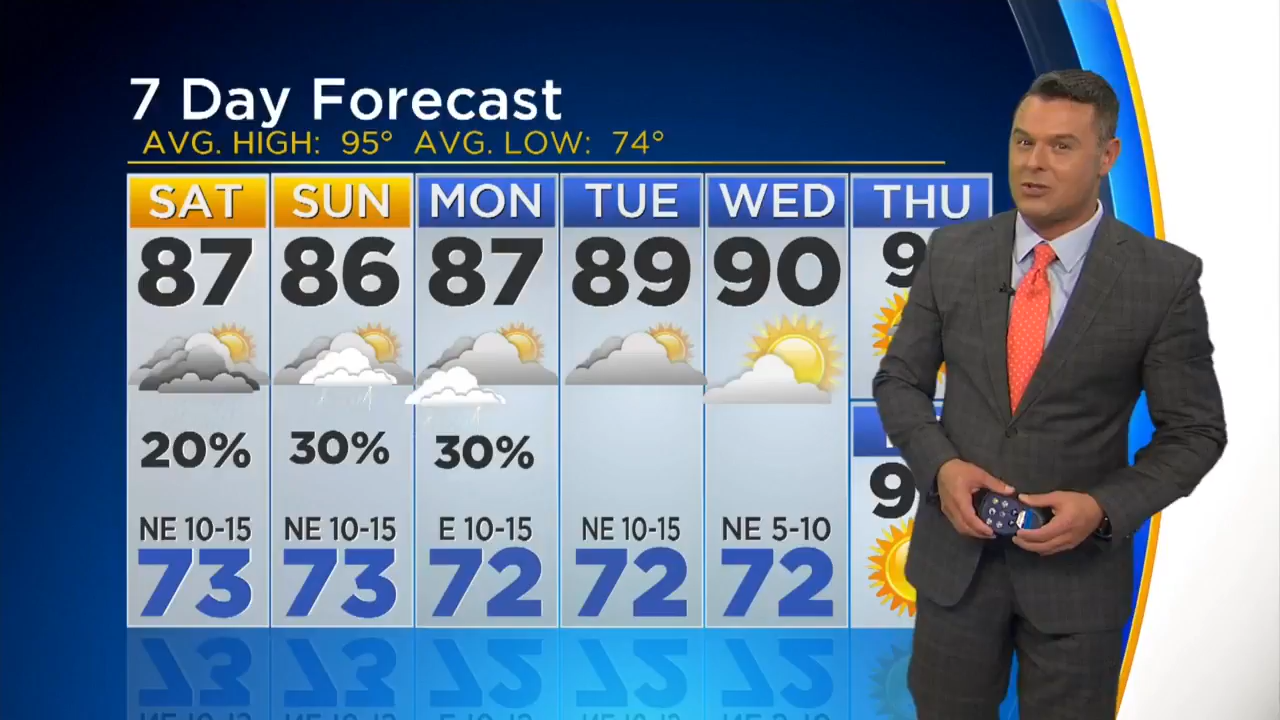 7 Day Forecast
AVG. HIGH: 95° AVG. LOW: 74°
SAT SUN MON TUE WED THU
87 86 87 89 90
20% 30% 30%
NE 10-15 NE 10-15 E 10-15 NE 10-15 NE 5-10
73 73 72 72 72